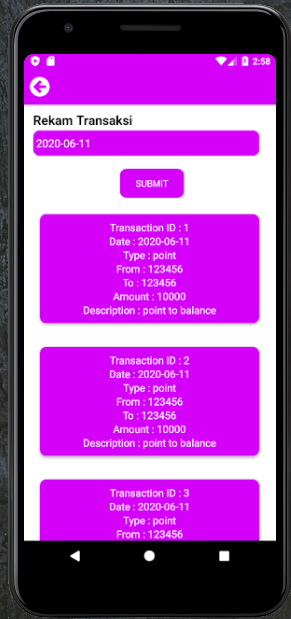 2:58
Rekam Transaksi
2020-06-11
SUBMIT
Transaction ID : 1
Date : 2020-06-11
Type : point
From : 123456
To : 123456
Amount : 10000
Description : point to balance
Transaction ID : 2
Date : 2020-06-11
Type : point
From : 123456
To : 123456
Amount : 10000
Description : point to balance
Transaction ID : 3
Date : 2020-06-11
Type : point
From : 123456